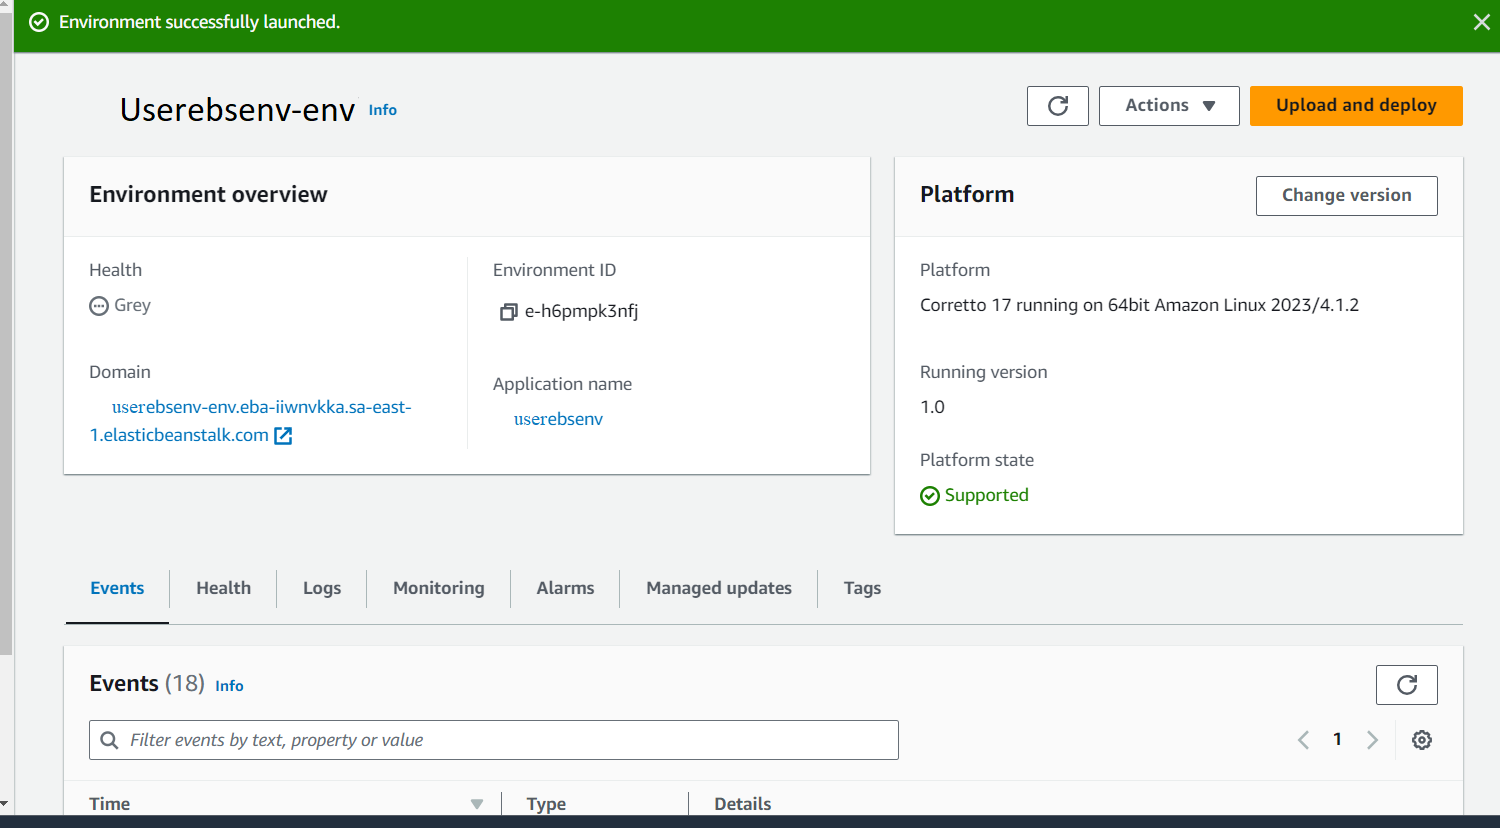 Environment successfully launched.
Userebsenv-env Info
Actions
Upload and deploy
Environment overview
Health
Grey
Domain
userebsenv-env.eba-iiwnvkka.sa-east-
1.elasticbeanstalk.com
Environment ID
e-h6pmpk3nfj
Application name
userebsenv
Platform
Change version
Platform
Corretto 17 running on 64bit Amazon Linux 2023/4.1.2
Running version
1.0
Platform state
Supported
Events
Health
Logs
Monitoring
Alarms
Managed updates
Tags
Events (18) Info
Filter events by text, property or value
1
Time
Type
Details